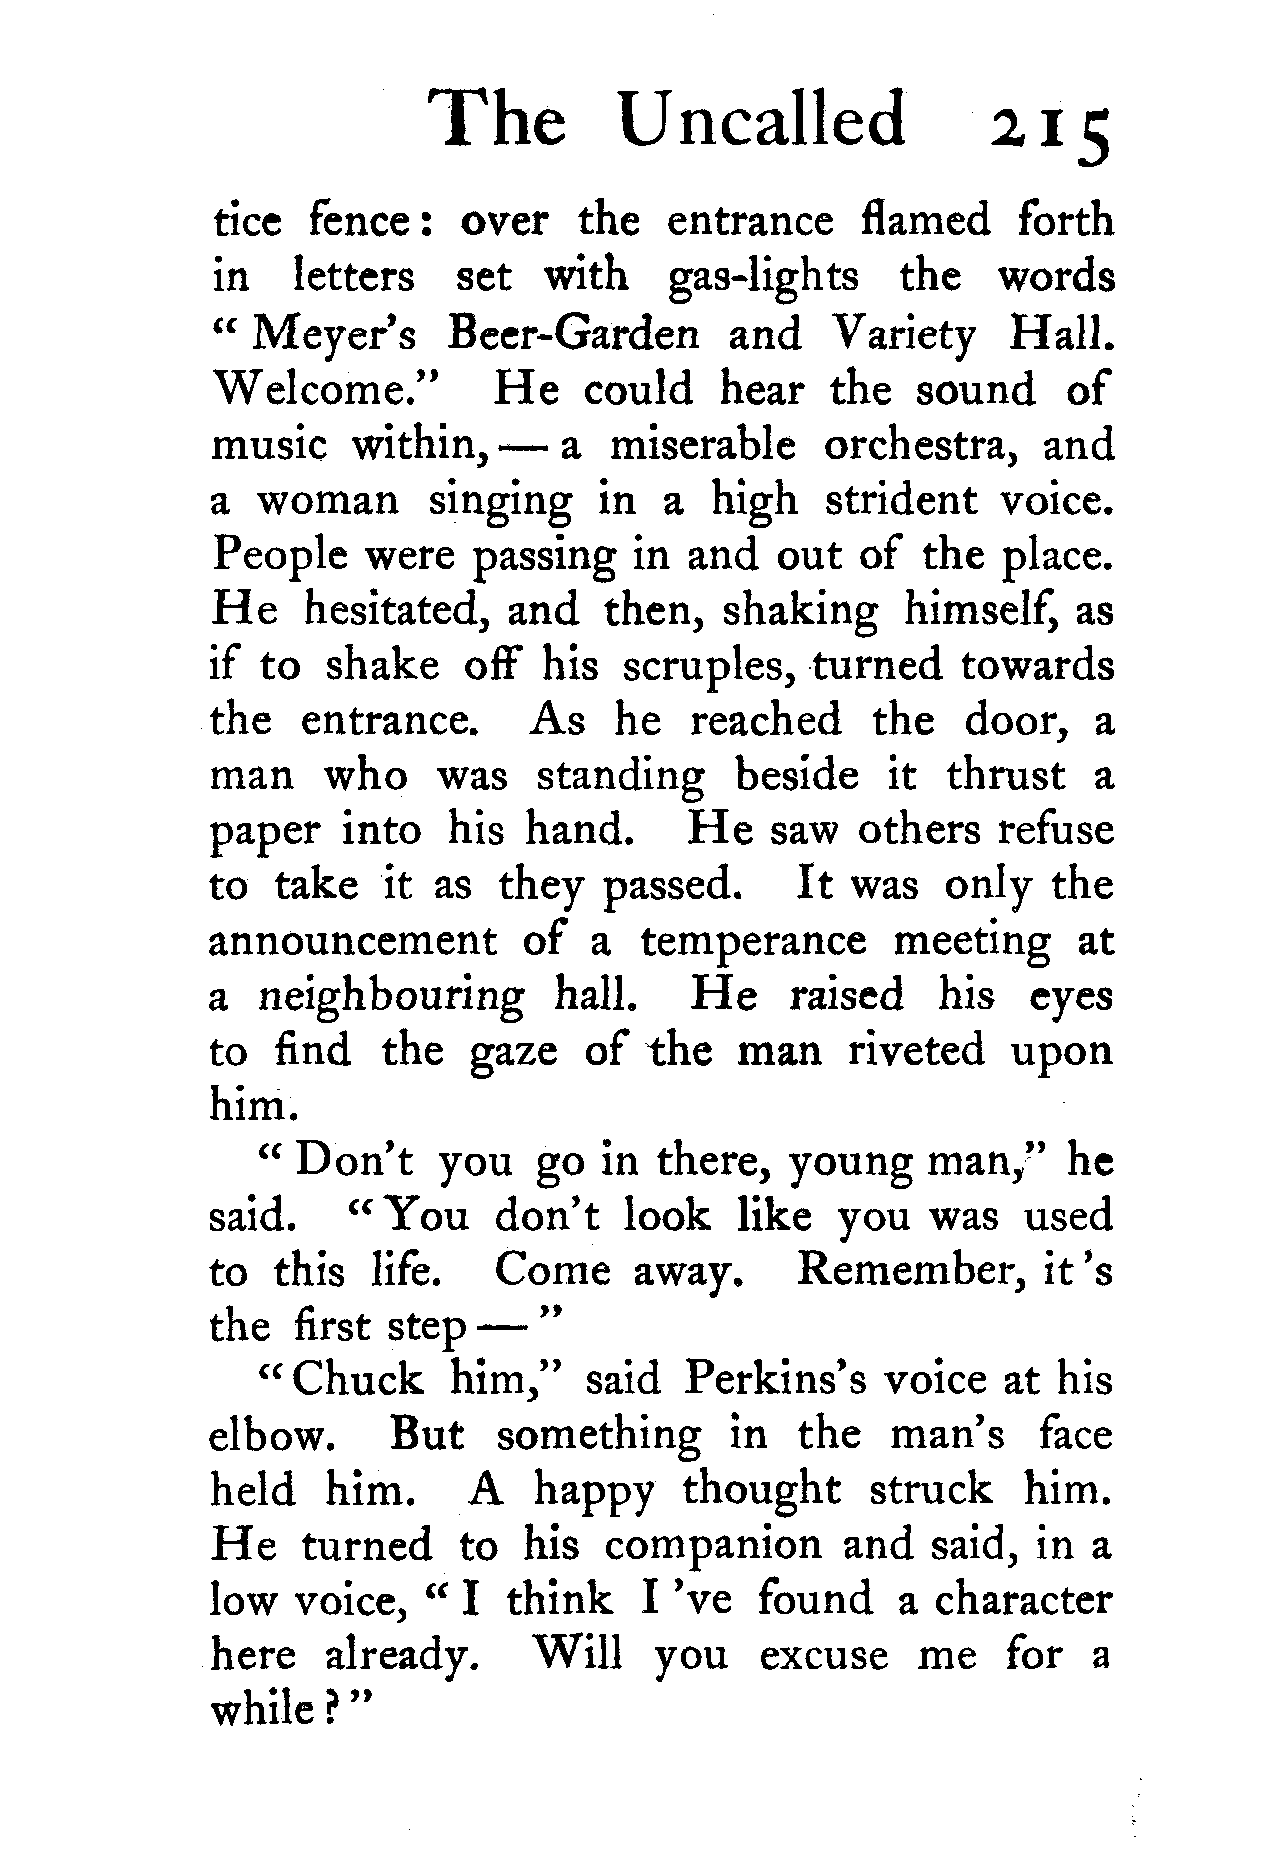 The Uncalled 215
tice fence: over the entrance flamed forth
in letters set with gas-lights the words
“ Meyer's Beer-Garden and Variety Hall.
Welcome.” He could hear the sound of
music within, — a miserable orchestra, and
a woman singing in a high strident voice.
People were passing in and out of the place.
He hesitated, and then, shaking himself, as
if to shake off his scruples, turned towards
the entrance. As he reached the door, a
man who was standing beside it thrust a
paper into his hand. He saw others refuse
to take it as they passed. It was only the
announcement of a temperance meeting at
a neighbouring hall. He raised his eyes
to find the gaze of the man riveted upon
him.
“ Don't you go in there, young man,” he
said. “ You don't look like you was used
to this life. Come away. Remember, it 's
the first step — ”
“ Chuck him,” said Perkins's voice at his
elbow. But something in the man's face
held him. A happy thought struck him.
He turned to his companion and said, in a
low voice, “ I think I 've found a character
here already. Will you excuse me for a
while ? ”